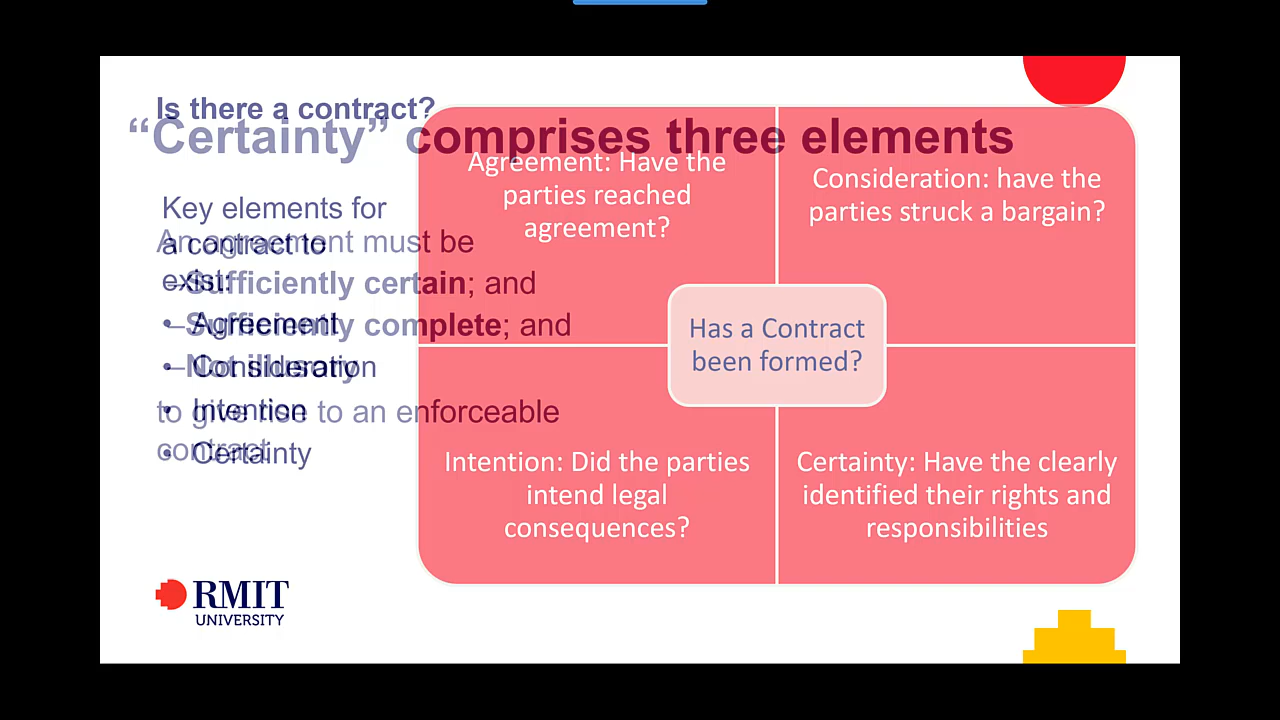 Is there a contract?
“Certainty” comprises three elements
Key elements for
a contract to
exist:
• Agreement
• Consideration
• Intention
• Certainty
An agreement must be
–Sufficiently certain; and
–Sufficiently complete; and
–Not illusory
to give rise to an enforceable
contract
Agreement: Have the
parties reached
agreement?
Consideration: have the
parties struck a bargain?
Has a Contract
been formed?
Intention: Did the parties
intend legal
consequences?
Certainty: Have the clearly
identified their rights and
responsibilities
RMIT
UNIVERSITY